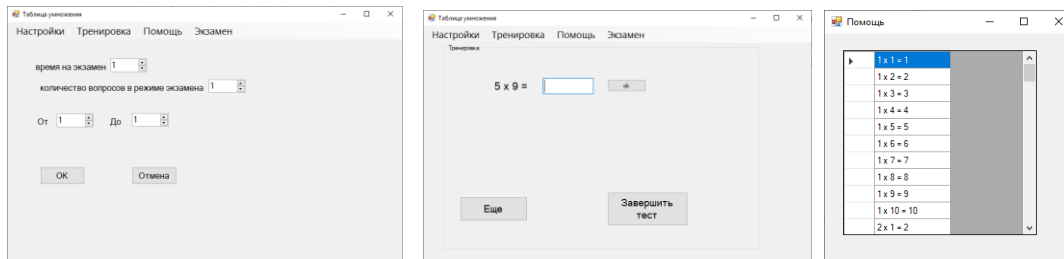 Таблица умножения
Настройки Тренировка Помощь Экзамен
время на экзамен 1
количество вопросов в режиме экзамена 1
От 1 До 1
ОК Отмена
Таблица умножения
Настройки Тренировка Помощь Экзамен
Тренировка
5 x 9 = ok
Еще
Завершить
тест
Помощь
1 x 1 = 1
1 x 2 = 2
1 x 3 = 3
1 x 4 = 4
1 x 5 = 5
1 x 6 = 6
1 x 7 = 7
1 x 8 = 8
1 x 9 = 9
1 x 10 = 10
2 x 1 = 2